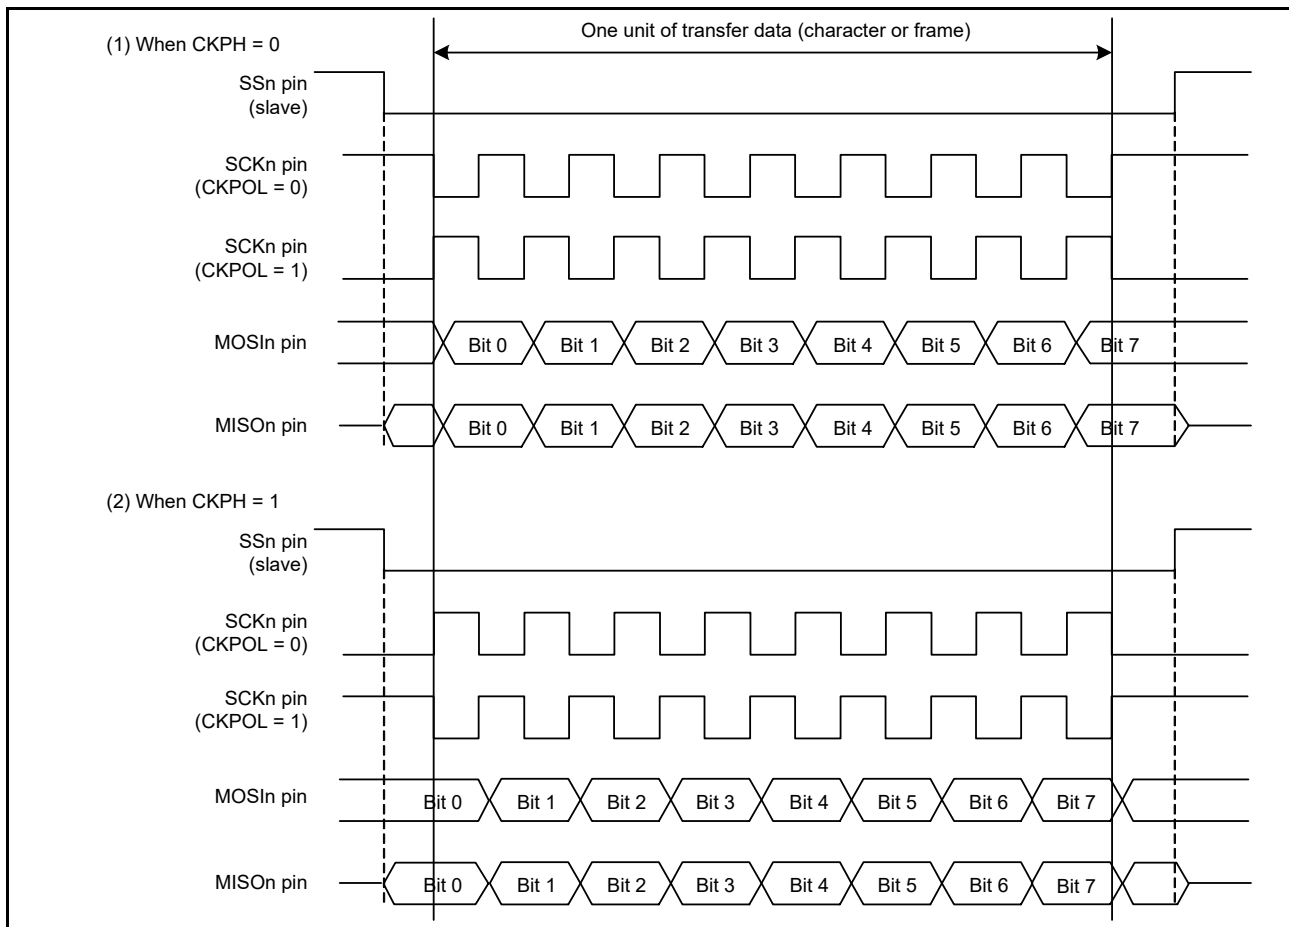 One unit of transfer data (character or frame)
(1) When CKPH = 0
SSn pin
(slave)
SCKn pin
(CKPOL = 0)
SCKn pin
(CKPOL = 1)
MOSIn pin Bit 0 Bit 1 Bit 2 Bit 3 Bit 4 Bit 5 Bit 6 Bit 7
MISOn pin Bit 0 Bit 1 Bit 2 Bit 3 Bit 4 Bit 5 Bit 6 Bit 7
(2) When CKPH = 1
SSn pin
(slave)
SCKn pin
(CKPOL = 0)
SCKn pin
(CKPOL = 1)
MOSIn pin Bit 0 Bit 1 Bit 2 Bit 3 Bit 4 Bit 5 Bit 6 Bit 7
MISOn pin Bit 0 Bit 1 Bit 2 Bit 3 Bit 4 Bit 5 Bit 6 Bit 7